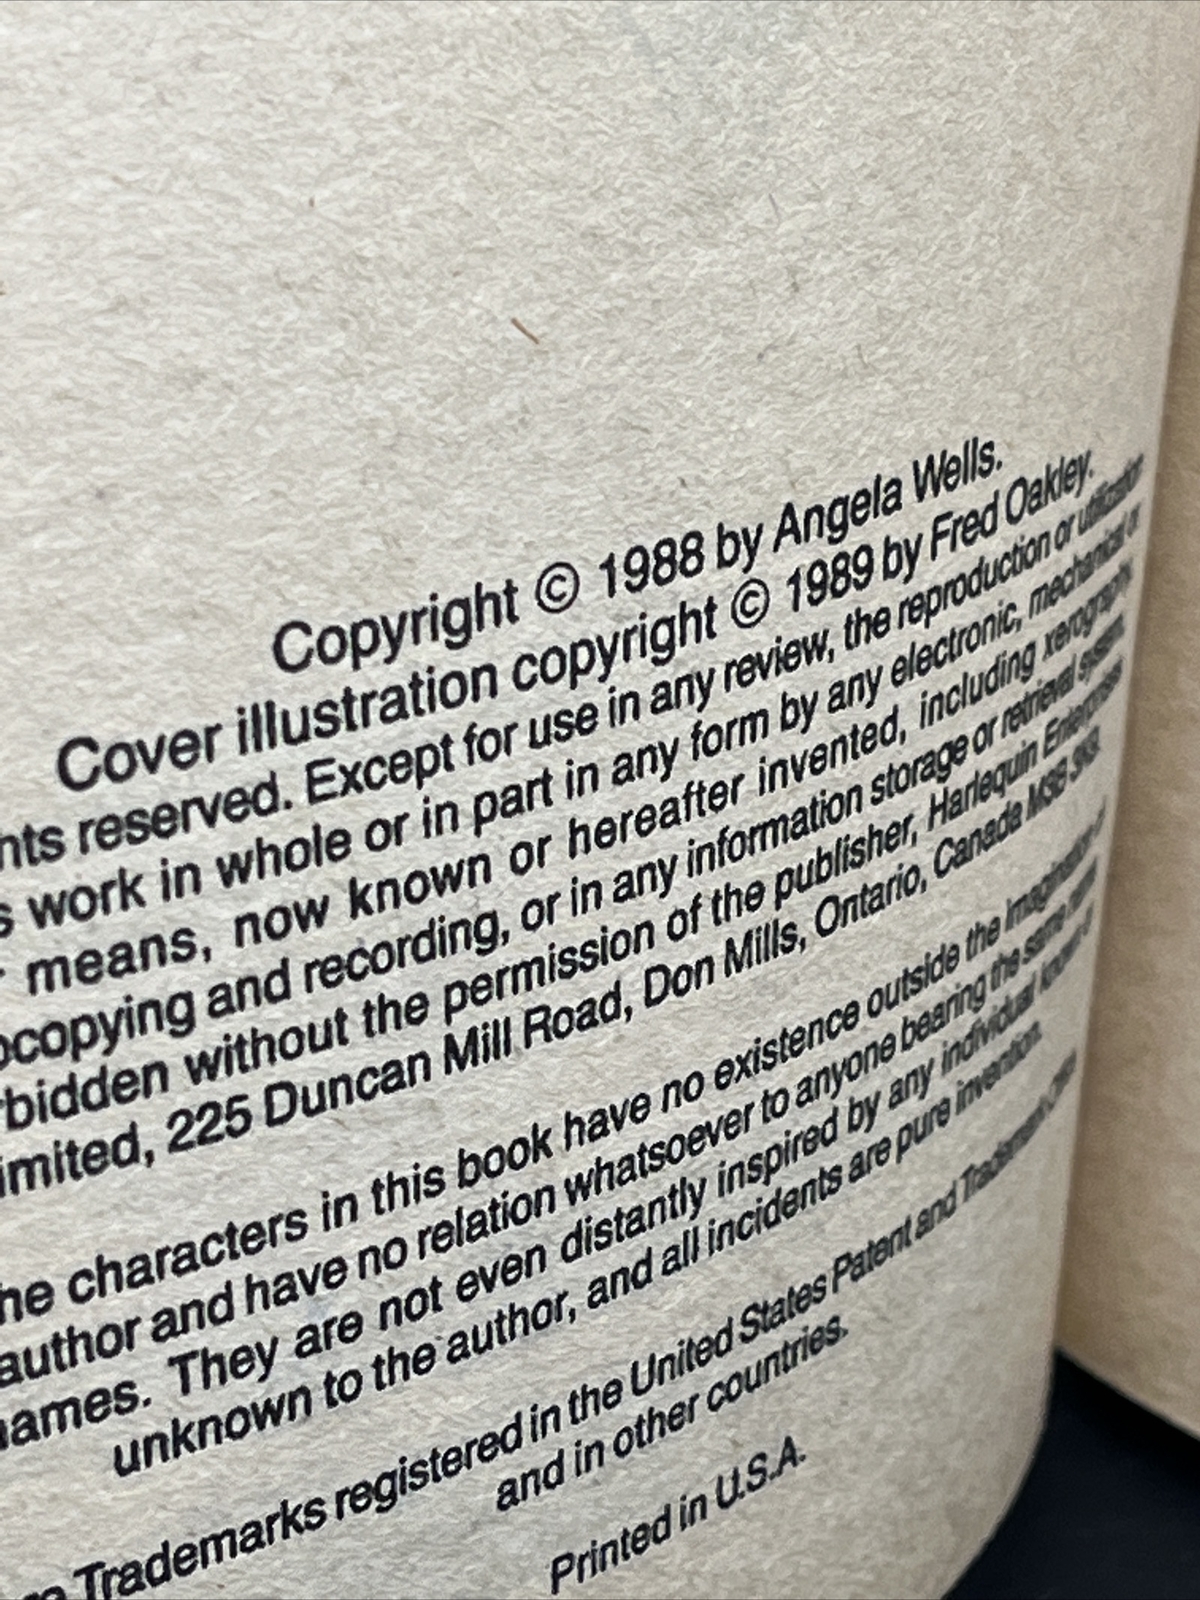 Copyright © 1988 by Angela Wells.
Cover illustration copyright © 1989 by Fred Oakley.
nts reserved. Except for use in any review, the reproduction or utilization
s work in whole or in part in any form by any electronic, mechanical or
means, now known or hereafter invented, including xerography,
ocopying and recording, or in any information storage or retrieval system,
rbidden without the permission of the publisher, Harlequin Enterprises
imited, 225 Duncan Mill Road, Don Mills, Ontario, Canada M3B 3K9.
he characters in this book have no existence outside the imagination of
author and have no relation whatsoever to anyone bearing the same name
names. They are not even distantly inspired by any individual known or
unknown to the author, and all incidents are pure invention.
Trademarks registered in the United States Patent and Trademark Office
and in other countries.
Printed in U.S.A.